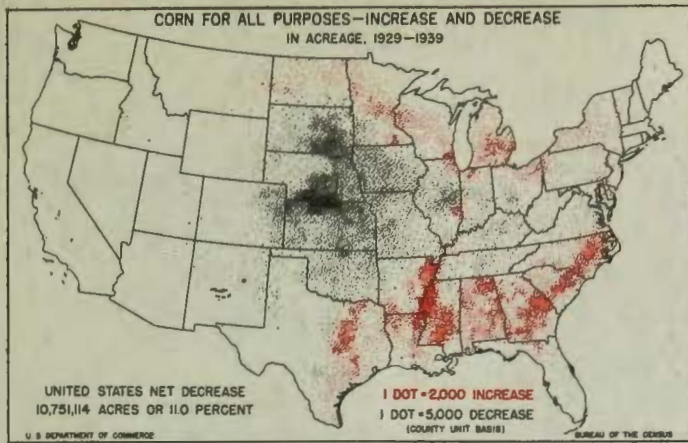 CORN FOR ALL PURPOSES—INCREASE AND DECREASE
IN ACREAGE, 1929—1939
UNITED STATES NET DECREASE
10,751,114 ACRES OR 11.0 PERCENT
1 DOT = 2,000 INCREASE
1 DOT = 5,000 DECREASE
(COUNTY UNIT BASIS)
U S DEPARTMENT OF COMMERCE
BUREAU OF THE CENSUS